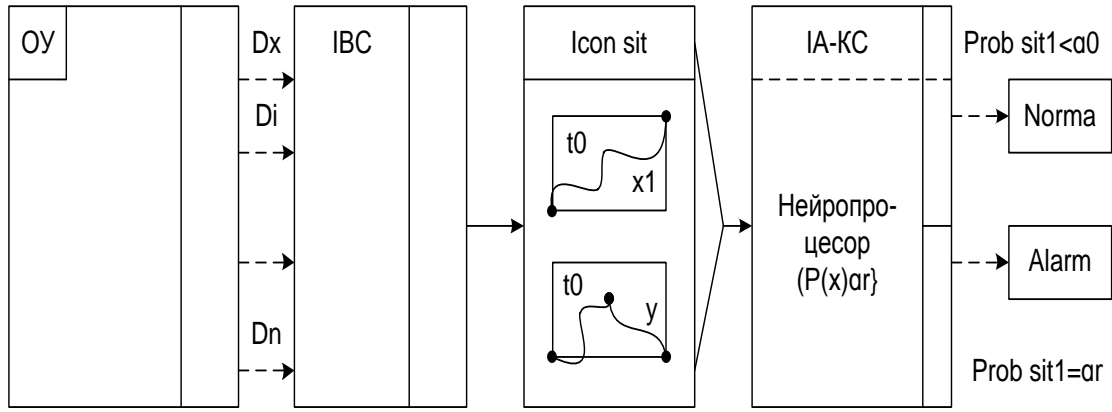 ОУ
Dx
Di
Dn
ІВС
Icon sit
t0
x1
t0
y
ІА-КС
Нейропро-
цесор
(P(x)αr}
Prob sit1<α0
Norma
Alarm
Prob sit1=αr